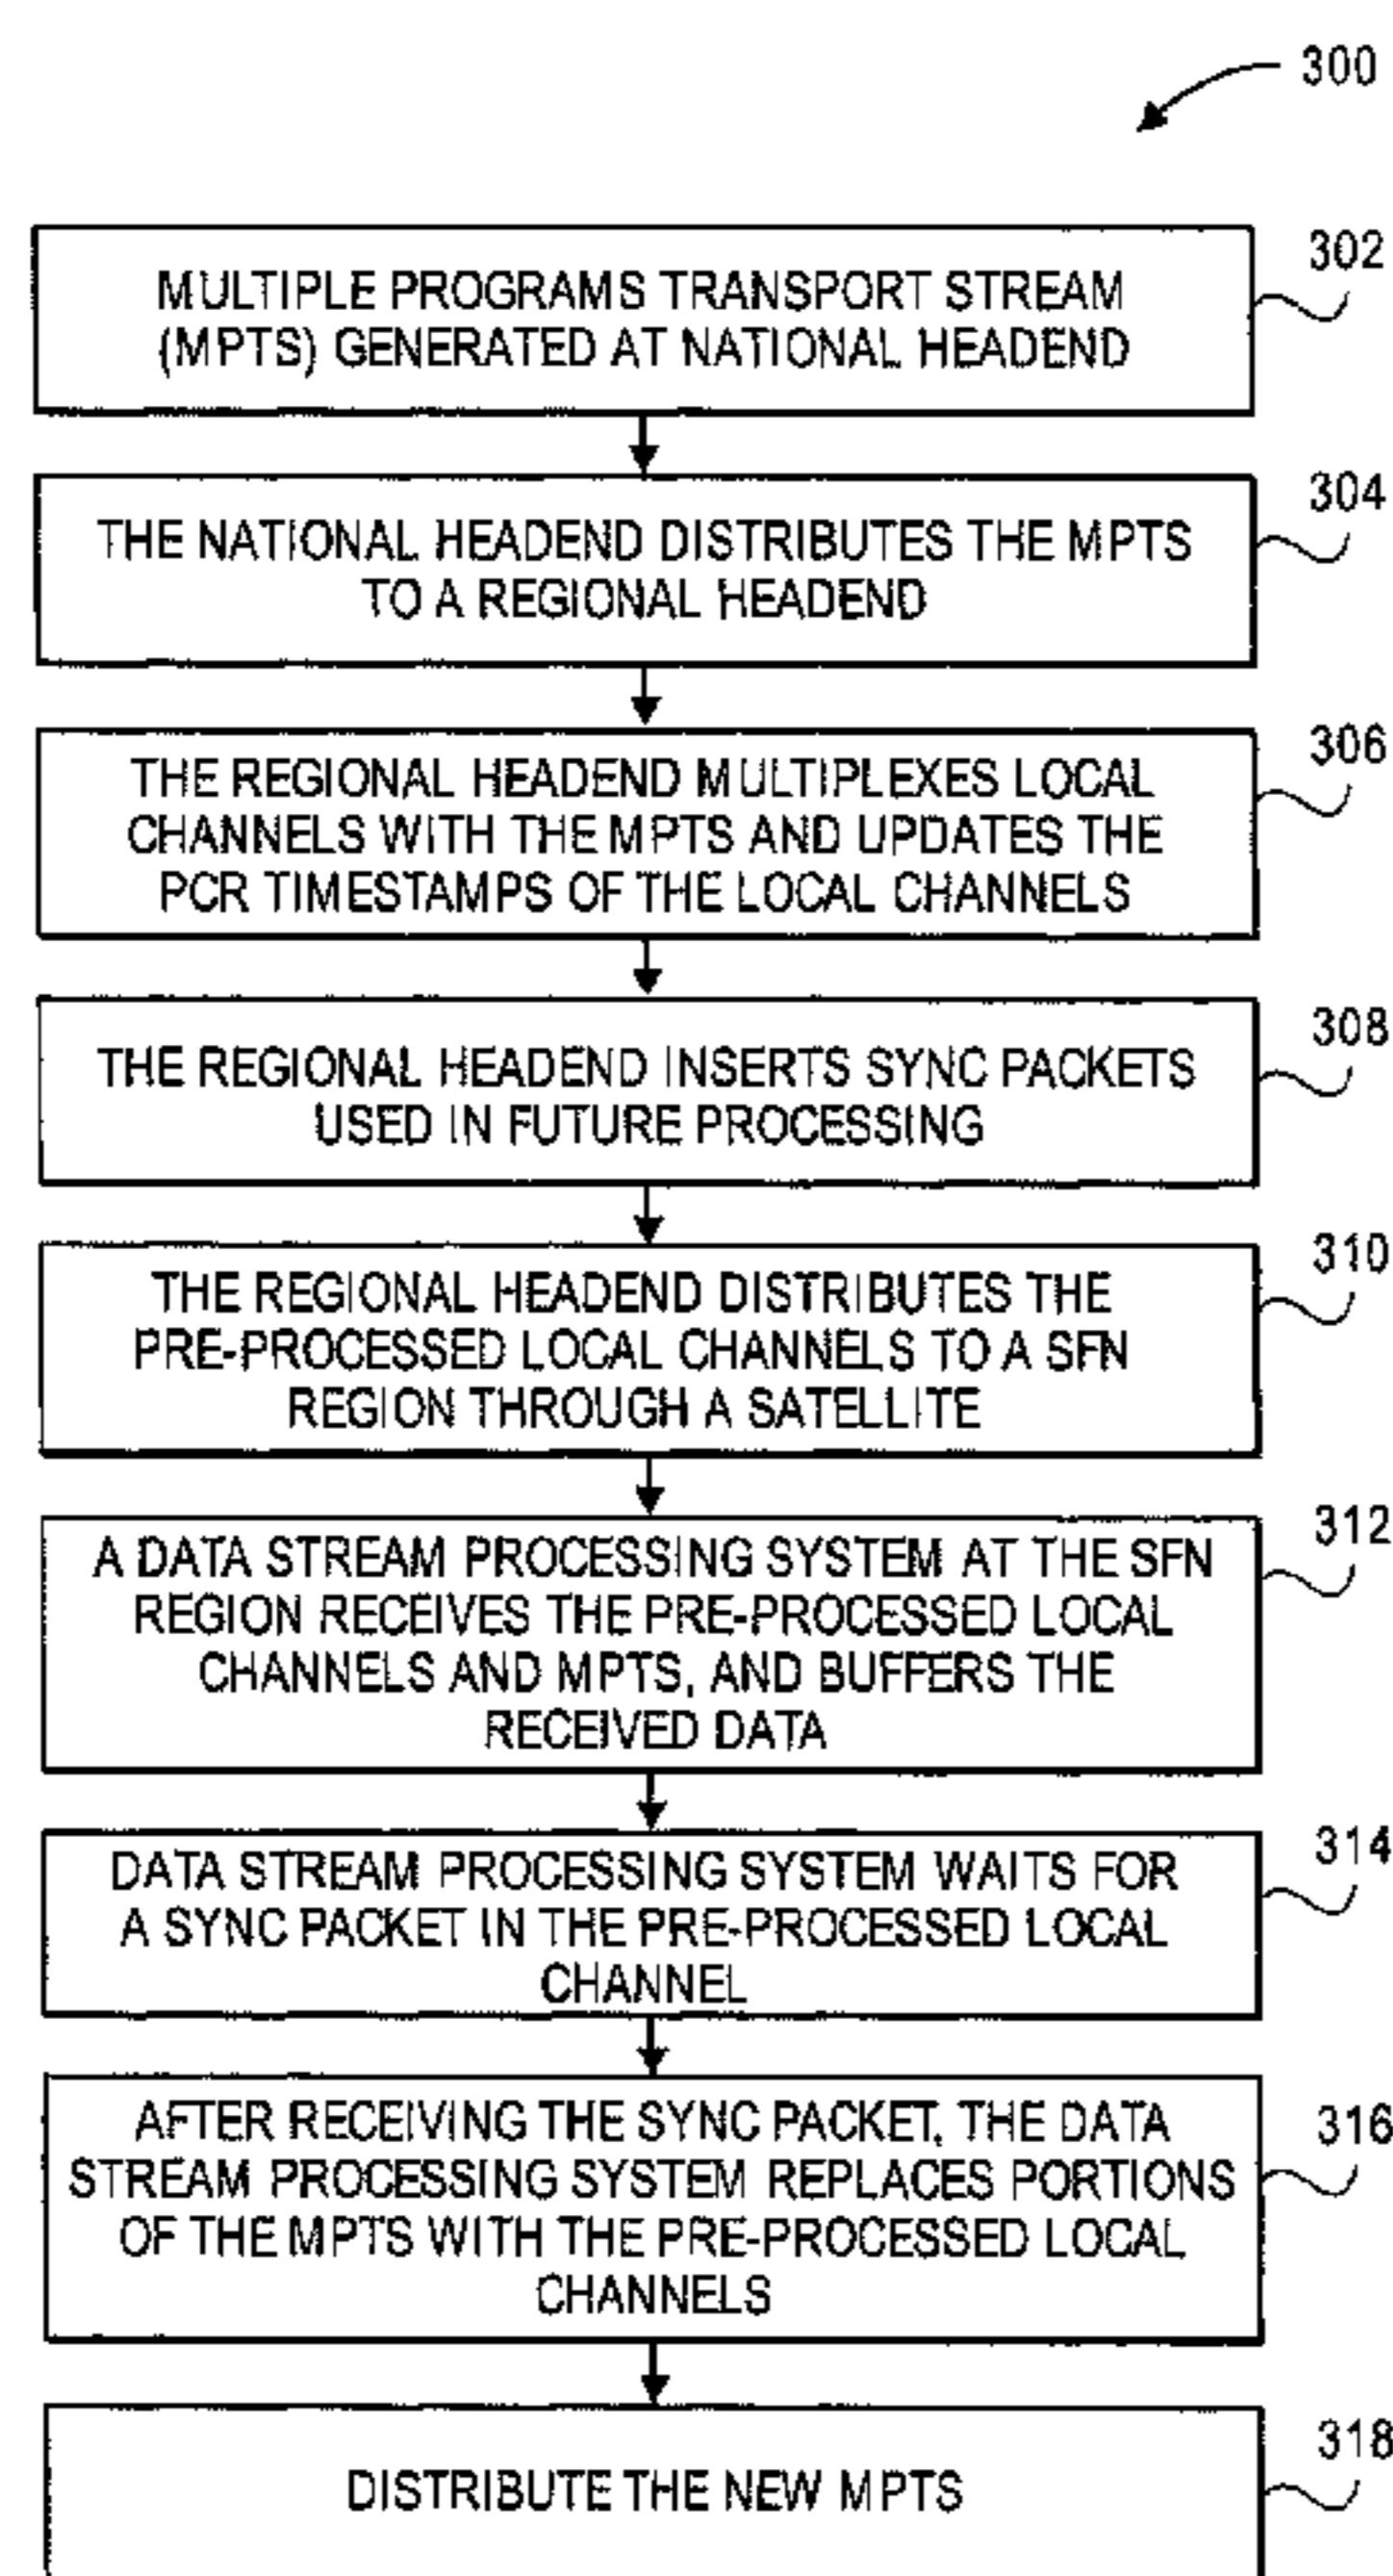 300
302
MULTIPLE PROGRAMS TRANSPORT STREAM
(MPTS) GENERATED AT NATIONAL HEADEND
304
THE NATIONAL HEADEND DISTRIBUTES THE MPTS
TO A REGIONAL HEADEND
306
THE REGIONAL HEADEND MULTIPLEXES LOCAL
CHANNELS WITH THE MPTS AND UPDATES THE
PCR TIMESTAMPS OF THE LOCAL CHANNELS
308
THE REGIONAL HEADEND INSERTS SYNC PACKETS
USED IN FUTURE PROCESSING
310
THE REGIONAL HEADEND DISTRIBUTES THE
PRE-PROCESSED LOCAL CHANNELS TO A SFN
REGION THROUGH A SATELLITE
312
A DATA STREAM PROCESSING SYSTEM AT THE SFN
REGION RECEIVES THE PRE-PROCESSED LOCAL
CHANNELS AND MPTS, AND BUFFERS THE
RECEIVED DATA
314
DATA STREAM PROCESSING SYSTEM WAITS FOR
A SYNC PACKET IN THE PRE-PROCESSED LOCAL
CHANNEL
316
AFTER RECEIVING THE SYNC PACKET, THE DATA
STREAM PROCESSING SYSTEM REPLACES PORTIONS
OF THE MPTS WITH THE PRE-PROCESSED LOCAL
CHANNELS
318
DISTRIBUTE THE NEW MPTS